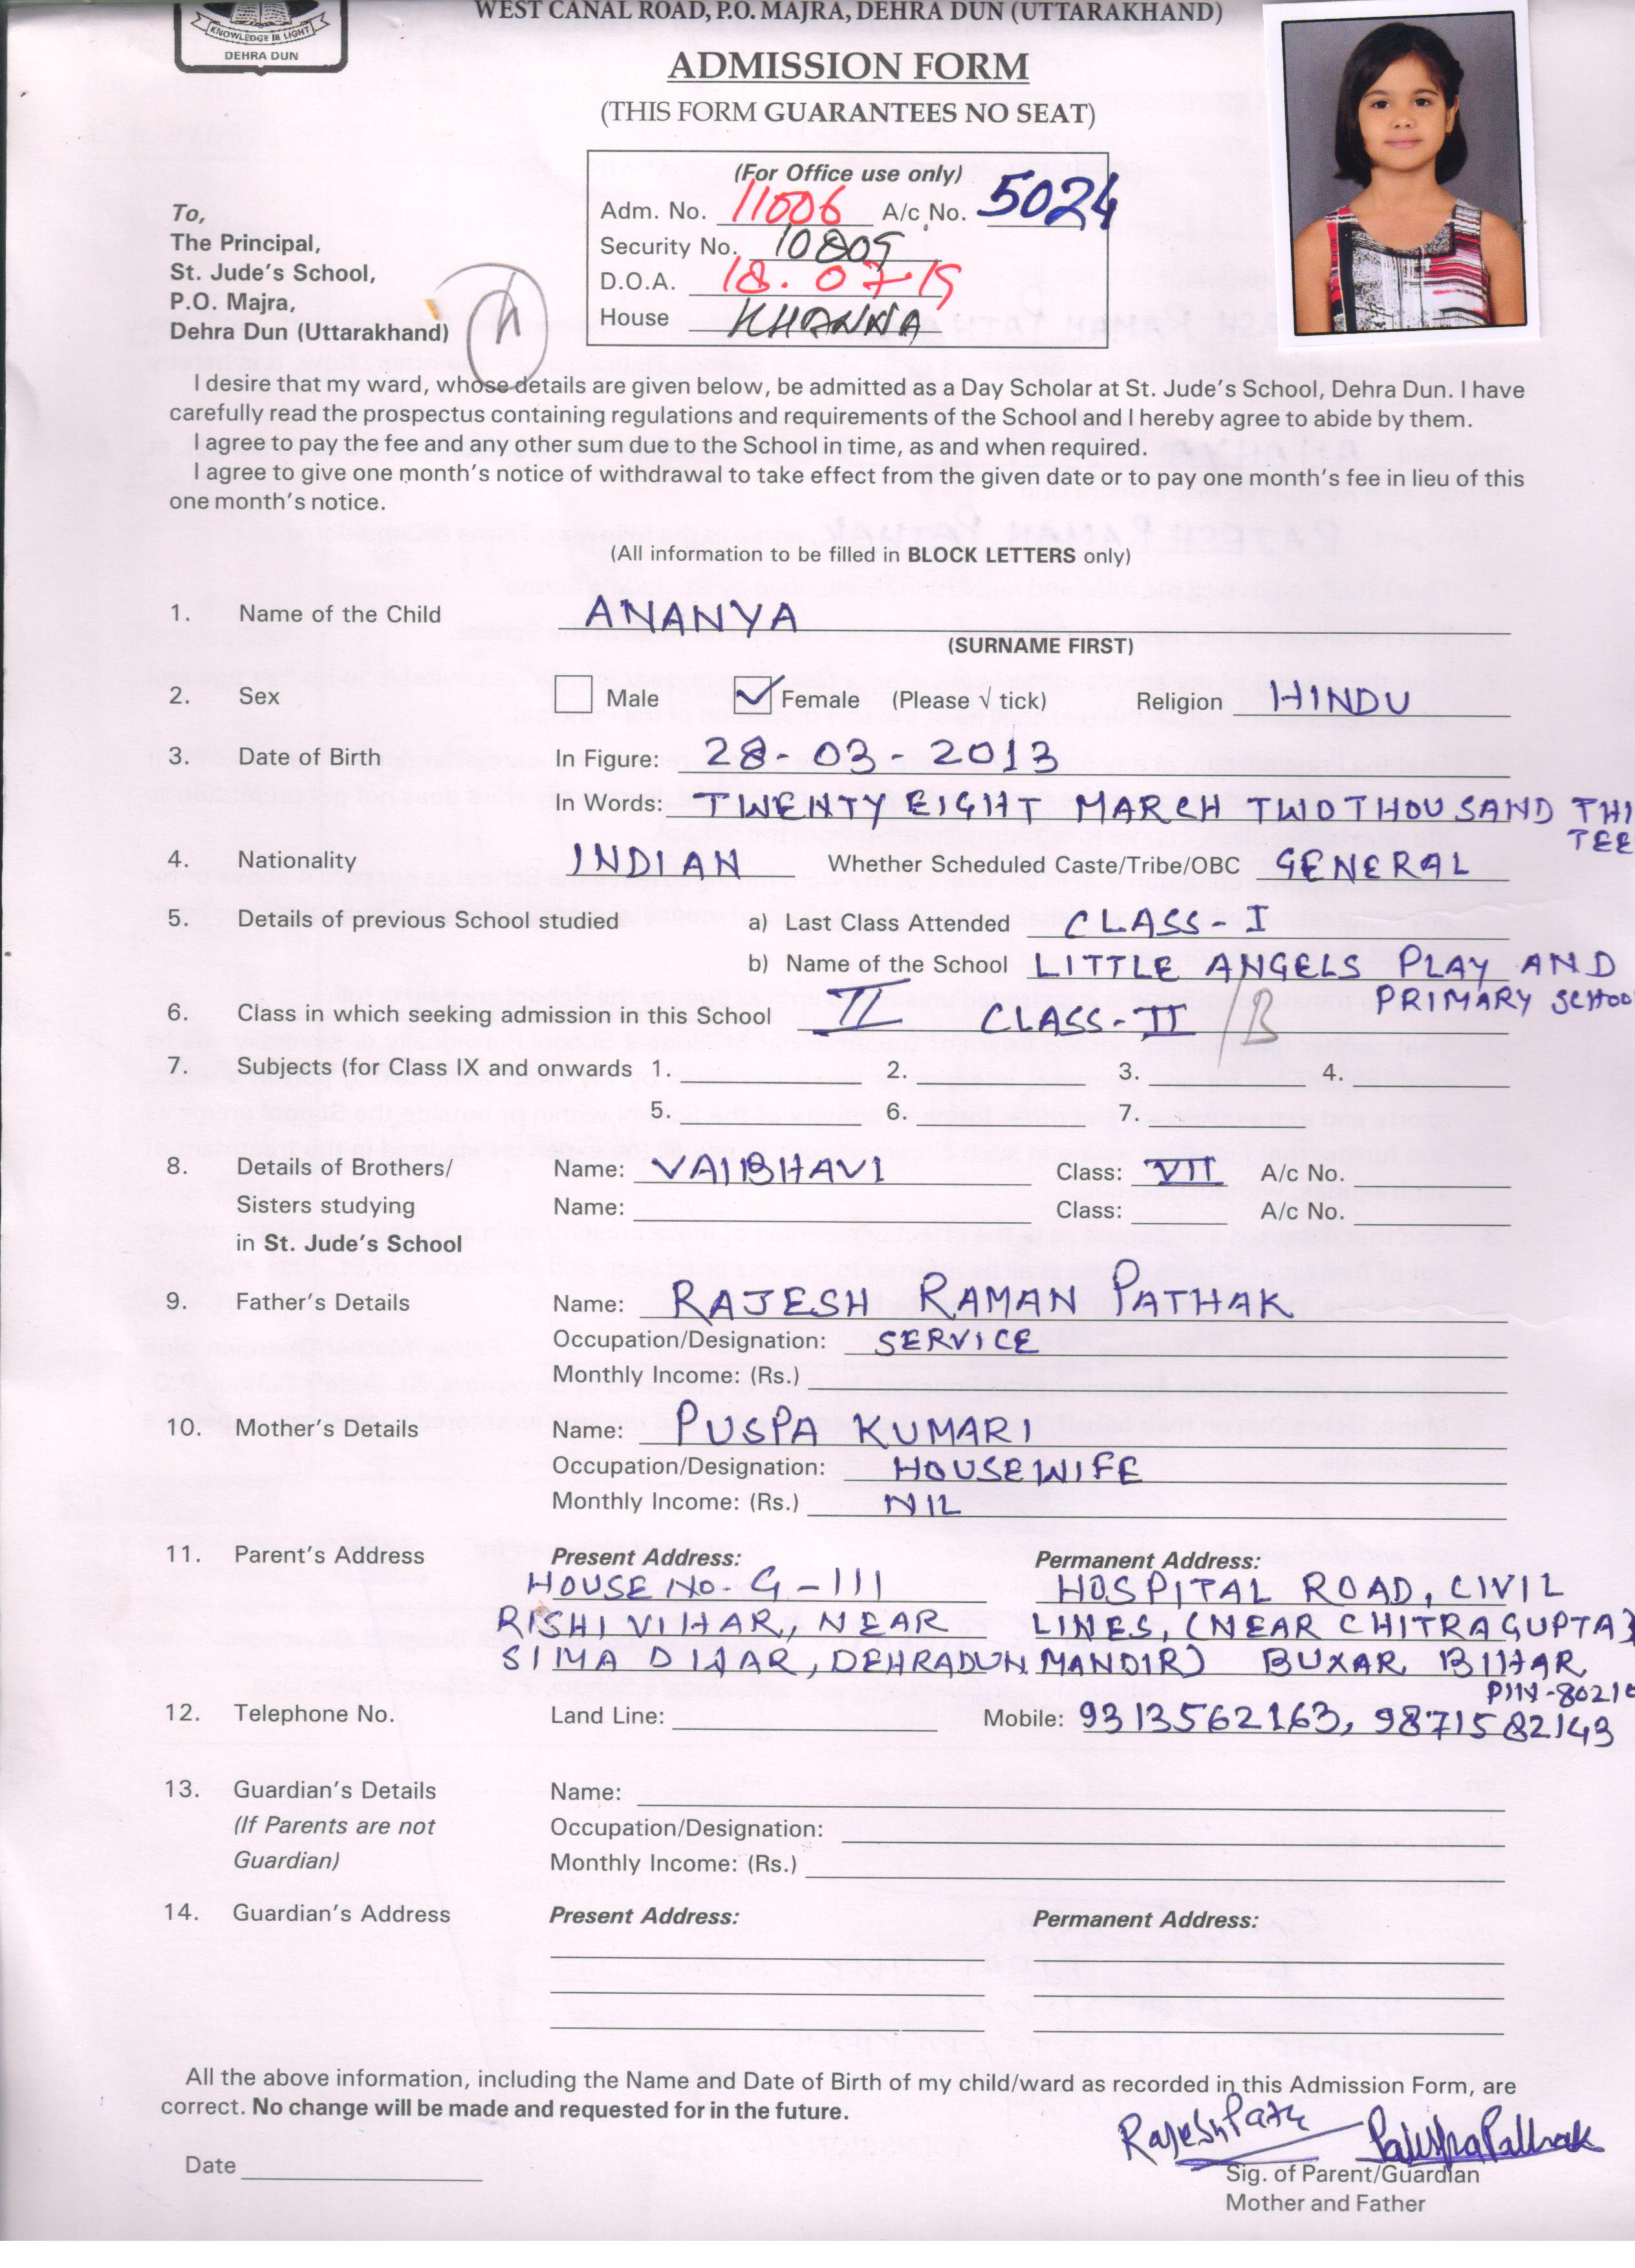 WEST CANAL ROAD, P.O. MAJRA, DEHRA DUN (UTTARAKHAND)
KNOWLEDGE IS LIGHT
DEHRA DUN
ADMISSION FORM
(THIS FORM GUARANTEES NO SEAT)
(For Office use only)
Adm. No. 11006 A/c No. 5024
Security No. 10809
D.O.A. 18.07.19
House KHANNA
To,
The Principal,
St. Jude's School,
P.O. Majra,
Dehra Dun (Uttarakhand)
I desire that my ward, whose details are given below, be admitted as a Day Scholar at St. Jude's School, Dehra Dun. I have
carefully read the prospectus containing regulations and requirements of the School and I hereby agree to abide by them.
I agree to pay the fee and any other sum due to the School in time, as and when required.
I agree to give one month's notice of withdrawal to take effect from the given date or to pay one month's fee in lieu of this
one month's notice.
(All information to be filled in BLOCK LETTERS only)
1. Name of the Child ANANYA
(SURNAME FIRST)
2. Sex Male ✓ Female (Please √ tick) Religion HINDU
3. Date of Birth In Figure: 28-03-2013
In Words: TWENTY EIGHT MARCH TWO THOUSAND THI
TEE
4. Nationality INDIAN Whether Scheduled Caste/Tribe/OBC GENERAL
5. Details of previous School studied a) Last Class Attended CLASS-I
b) Name of the School LITTLE ANGELS PLAY AND
PRIMARY SCHOO
6. Class in which seeking admission in this School II CLASS-II /B
7. Subjects (for Class IX and onwards 1. 2. 3. 4.
5. 6. 7.
8. Details of Brothers/ Name: VAIBHAVI Class: VII A/c No.
Sisters studying Name: Class: A/c No.
in St. Jude's School
9. Father's Details Name: RAJESH RAMAN PATHAK
Occupation/Designation: SERVICE
Monthly Income: (Rs.)
10. Mother's Details Name: PUSPA KUMARI
Occupation/Designation: HOUSEWIFE
Monthly Income: (Rs.) NIL
11. Parent's Address Present Address: Permanent Address:
HOUSE NO. G-111 HOSPITAL ROAD, CIVIL
RISHI VIHAR, NEAR LINES, (NEAR CHITRAGUPTA
SIMA DWAR, DEHRADUN. MANDIR) BUXAR BIHAR
PIN-8021
12. Telephone No. Land Line: Mobile: 9313562163, 9871582143
13. Guardian's Details Name:
(If Parents are not Occupation/Designation:
Guardian) Monthly Income: (Rs.)
14. Guardian's Address Present Address: Permanent Address:
All the above information, including the Name and Date of Birth of my child/ward as recorded in this Admission Form, are
correct. No change will be made and requested for in the future.
Date
Sig. of Parent/Guardian
Mother and Father